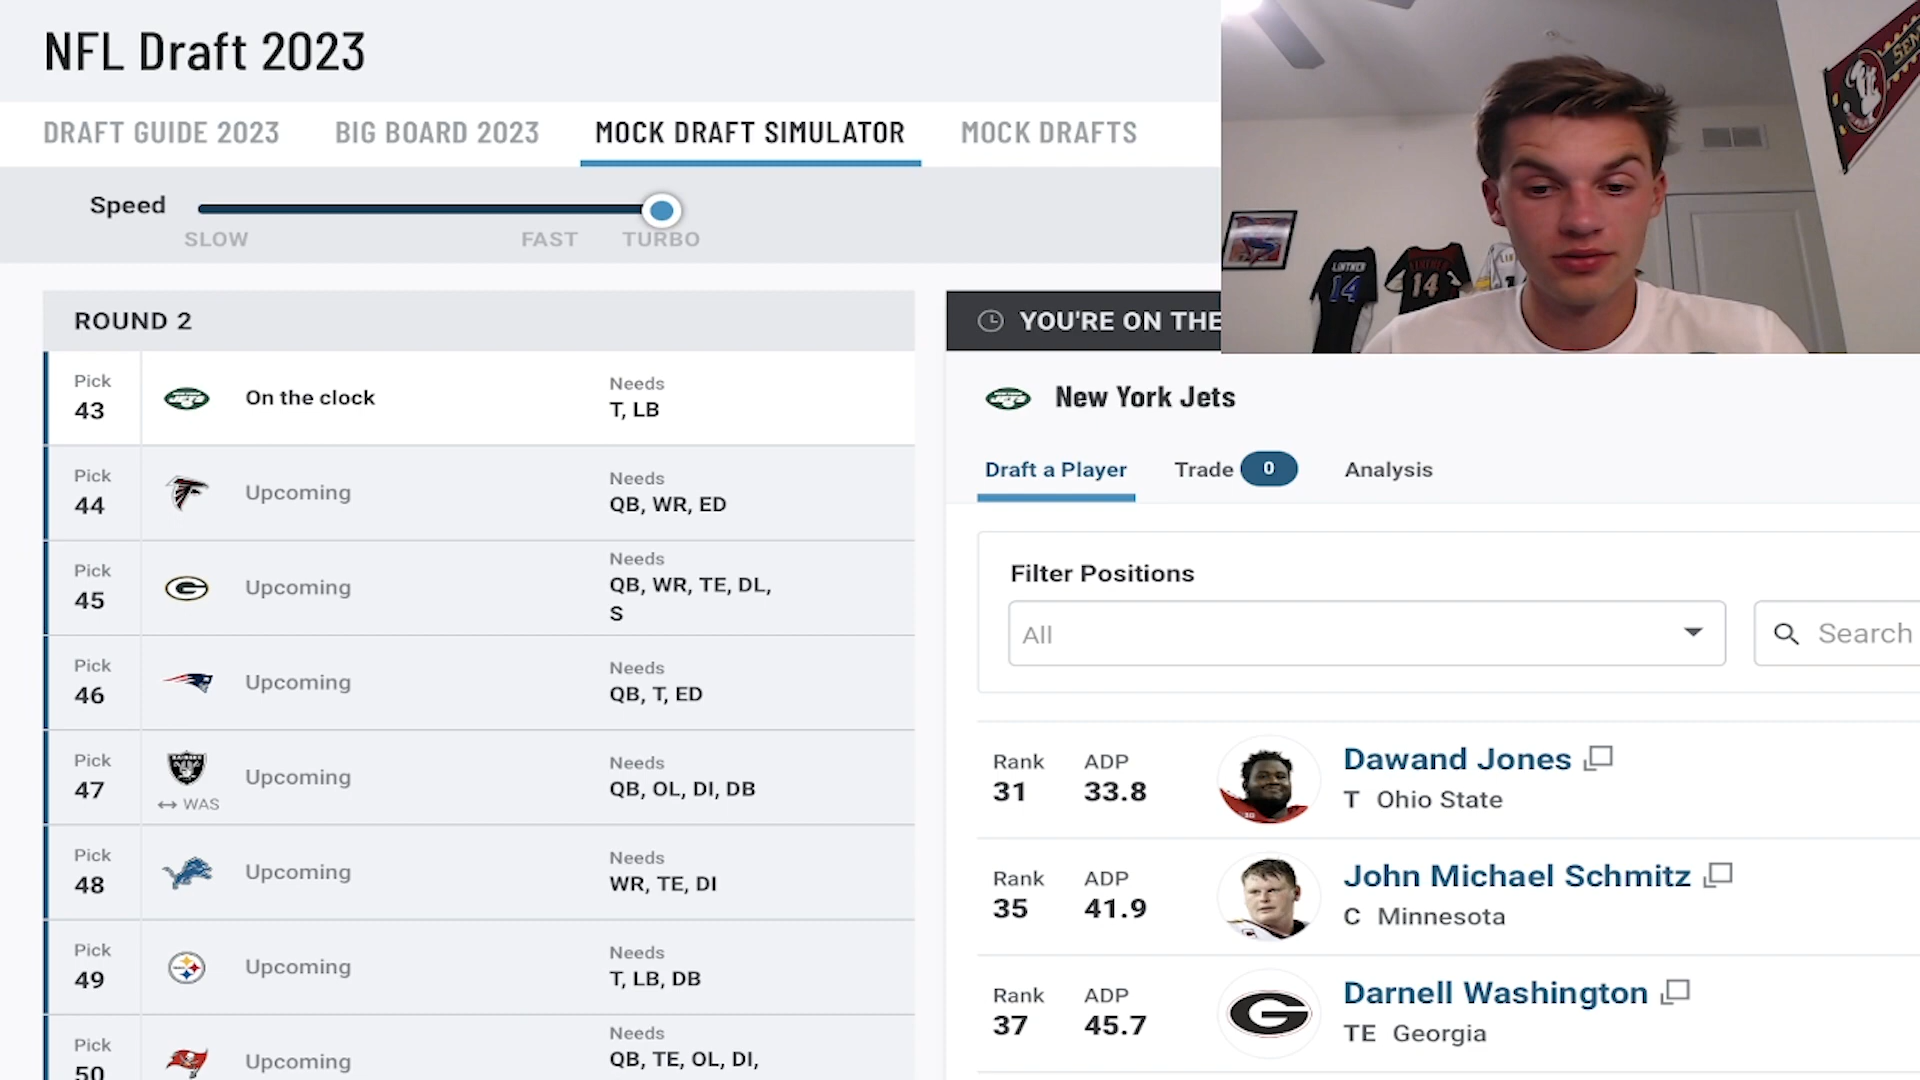 NFL Draft 2023
DRAFT GUIDE 2023
BIG BOARD 2023
MOCK DRAFT SIMULATOR
MOCK DRAFTS
Speed
SLOW
FAST
TURBO
ROUND 2
Pick
43
On the clock
Needs
T, LB
Pick
44
Upcoming
Needs
QB, WR, ED
Pick
45
Upcoming
Needs
QB, WR, TE, DL,
S
Pick
46
Upcoming
Needs
QB, T, ED
Pick
47
RAIDERS
WAS
Upcoming
Needs
QB, OL, DI, DB
Pick
48
Upcoming
Needs
WR, TE, DI
Pick
49
Upcoming
Needs
T, LB, DB
Pick
50
Upcoming
Needs
QB, TE, OL, DI,
YOU'RE ON THE
JETS
New York Jets
Draft a Player
Trade
0
Analysis
Filter Positions
All
Search
Rank
31
ADP
33.8
Dawand Jones
T Ohio State
Rank
35
ADP
41.9
John Michael Schmitz
C Minnesota
Rank
37
ADP
45.7
G
Darnell Washington
TE Georgia
LINTNER
14
14
SEM